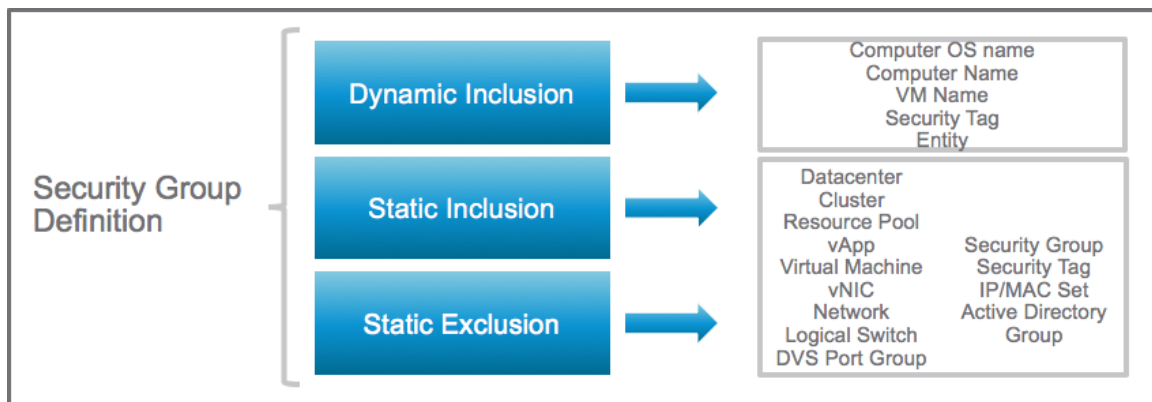 Security Group
Definition
Dynamic Inclusion
Computer OS name
Computer Name
VM Name
Security Tag
Entity
Static Inclusion
Static Exclusion
Datacenter
Cluster
Resource Pool
vApp
Virtual Machine
vNIC
Network
Logical Switch
DVS Port Group
Security Group
Security Tag
IP/MAC Set
Active Directory
Group